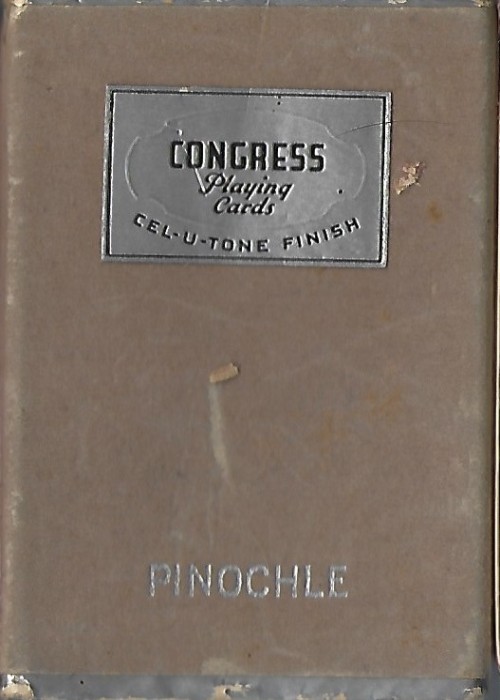 CONGRESS
Playing
Cards
CEL-U-TONE FINISH
PINOCHLE